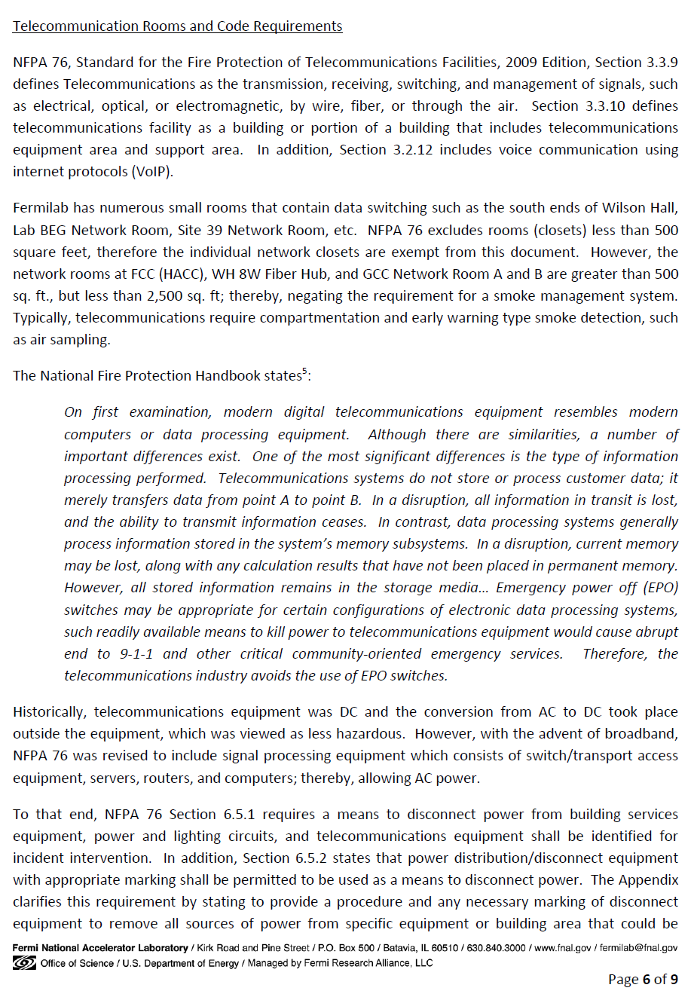 Telecommunication Rooms and Code Requirements
NFPA 76, Standard for the Fire Protection of Telecommunications Facilities, 2009 Edition, Section 3.3.9
defines Telecommunications as the transmission, receiving, switching, and management of signals, such
as electrical, optical, or electromagnetic, by wire, fiber, or through the air.  Section 3.3.10 defines
telecommunications facility as a building or portion of a building that includes telecommunications
equipment area and support area.  In addition, Section 3.2.12 includes voice communication using
internet protocols (VoIP).
Fermilab has numerous small rooms that contain data switching such as the south ends of Wilson Hall,
Lab BEG Network Room, Site 39 Network Room, etc.  NFPA 76 excludes rooms (closets) less than 500
square feet, therefore the individual network closets are exempt from this document.  However, the
network rooms at FCC (HACC), WH 8W Fiber Hub, and GCC Network Room A and B are greater than 500
sq. ft., but less than 2,500 sq. ft; thereby, negating the requirement for a smoke management system.
Typically, telecommunications require compartmentation and early warning type smoke detection, such
as air sampling.
The National Fire Protection Handbook states5:
On first examination, modern digital telecommunications equipment resembles modern
computers or data processing equipment.  Although there are similarities, a number of
important differences exist.  One of the most significant differences is the type of information
processing performed.  Telecommunications systems do not store or process customer data; it
merely transfers data from point A to point B.  In a disruption, all information in transit is lost,
and the ability to transmit information ceases.  In contrast, data processing systems generally
process information stored in the system's memory subsystems.  In a disruption, current memory
may be lost, along with any calculation results that have not been placed in permanent memory.
However, all stored information remains in the storage media... Emergency power off (EPO)
switches may be appropriate for certain configurations of electronic data processing systems,
such readily available means to kill power to telecommunications equipment would cause abrupt
end to 9-1-1 and other critical community-oriented emergency services.  Therefore, the
telecommunications industry avoids the use of EPO switches.
Historically, telecommunications equipment was DC and the conversion from AC to DC took place
outside the equipment, which was viewed as less hazardous.  However, with the advent of broadband,
NFPA 76 was revised to include signal processing equipment which consists of switch/transport access
equipment, servers, routers, and computers; thereby, allowing AC power.
To that end, NFPA 76 Section 6.5.1 requires a means to disconnect power from building services
equipment, power and lighting circuits, and telecommunications equipment shall be identified for
incident intervention.  In addition, Section 6.5.2 states that power distribution/disconnect equipment
with appropriate marking shall be permitted to be used as a means to disconnect power.  The Appendix
clarifies this requirement by stating to provide a procedure and any necessary marking of disconnect
equipment to remove all sources of power from specific equipment or building area that could be
Fermi National Accelerator Laboratory / Kirk Road and Pine Street / P.O. Box 500 / Batavia, IL 60510 / 630.840.3000 / www.fnal.gov / fermilab@fnal.gov
Office of Science / U.S. Department of Energy / Managed by Fermi Research Alliance, LLC
Page 6 of 9